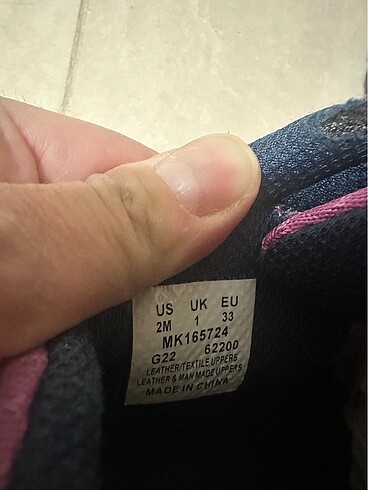 US UK EU
2M 1 33
MK165724
G22 62200
LEATHER/TEXTILE UPPERS
LEATHER & MAN MADE UPPERS
MADE IN CHINA